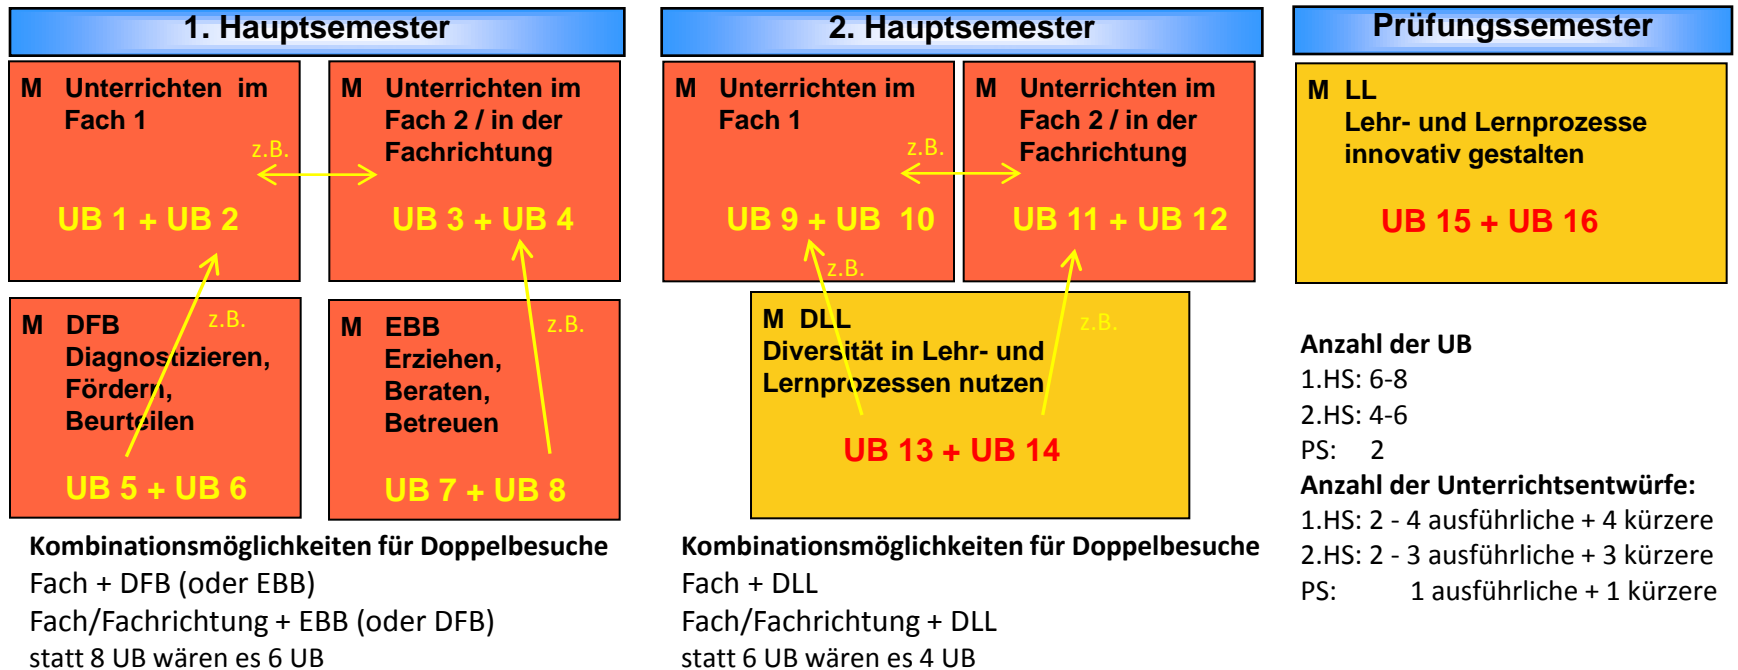 1. Hauptsemester
M Unterrichten im
Fach 1
z.B.
UB 1 + UB 2
M Unterrichten im
Fach 2 / in der
Fachrichtung
UB 3 + UB 4
M DFB
z.B.
Diagnostizieren,
Fördern,
Beurteilen
UB 5 + UB 6
M EBB
z.B.
Erziehen,
Beraten,
Betreuen
UB 7 + UB 8
Kombinationsmöglichkeiten für Doppelbesuche
Fach + DFB (oder EBB)
Fach/Fachrichtung + EBB (oder DFB)
statt 8 UB wären es 6 UB
2. Hauptsemester
M Unterrichten im
Fach 1
z.B.
UB 9 + UB 10
M Unterrichten im
Fach 2 / in der
Fachrichtung
UB 11 + UB 12
z.B.
M DLL
z.B.
Diversität in Lehr- und
Lernprozessen nutzen
UB 13 + UB 14
Kombinationsmöglichkeiten für Doppelbesuche
Fach + DLL
Fach/Fachrichtung + DLL
statt 6 UB wären es 4 UB
Prüfungssemester
M LL
Lehr- und Lernprozesse
innovativ gestalten
UB 15 + UB 16
Anzahl der UB
1.HS: 6-8
2.HS: 4-6
PS: 2
Anzahl der Unterrichtsentwürfe:
1.HS: 2 - 4 ausführliche + 4 kürzere
2.HS: 2 - 3 ausführliche + 3 kürzere
PS: 1 ausführliche + 1 kürzere